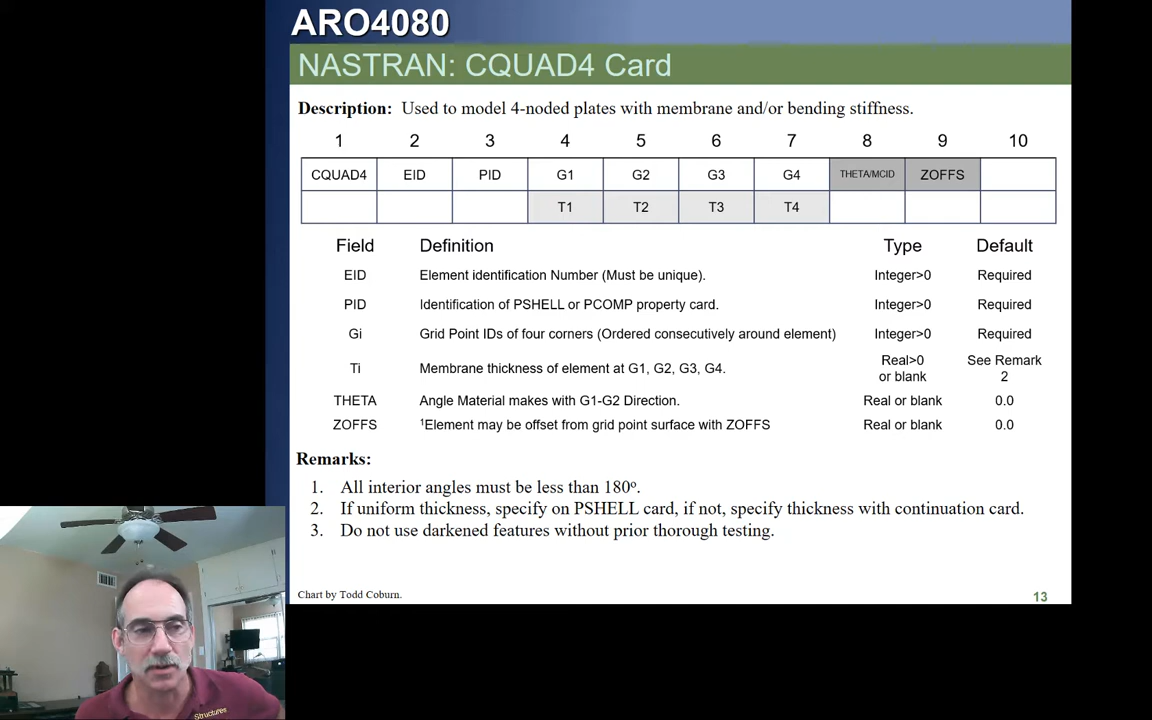 ARO4080
NASTRAN: CQUAD4 Card
Description: Used to model 4-noded plates with membrane and/or bending stiffness.
1 2 3 4 5 6 7 8 9 10
CQUAD4 EID PID G1 G2 G3 G4 THETA/MCID ZOFFS
T1 T2 T3 T4
Field Definition Type Default
EID Element identification Number (Must be unique). Integer>0 Required
PID Identification of PSHELL or PCOMP property card. Integer>0 Required
Gi Grid Point IDs of four corners (Ordered consecutively around element) Integer>0 Required
Ti Membrane thickness of element at G1, G2, G3, G4. Real>0 or blank See Remark 2
THETA Angle Material makes with G1-G2 Direction. Real or blank 0.0
ZOFFS ¹Element may be offset from grid point surface with ZOFFS Real or blank 0.0
Remarks:
1. All interior angles must be less than 180º.
2. If uniform thickness, specify on PSHELL card, if not, specify thickness with continuation card.
3. Do not use darkened features without prior thorough testing.
Chart by Todd Coburn.
13
Structures